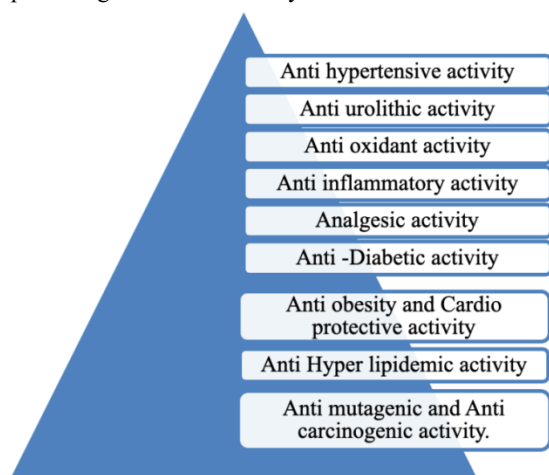 Anti hypertensive activity
Anti urolithic activity
Anti oxidant activity
Anti inflammatory activity
Analgesic activity
Anti -Diabetic activity
Anti obesity and Cardio
protective activity
Anti Hyper lipidemic activity
Anti mutagenic and Anti
carcinogenic activity.